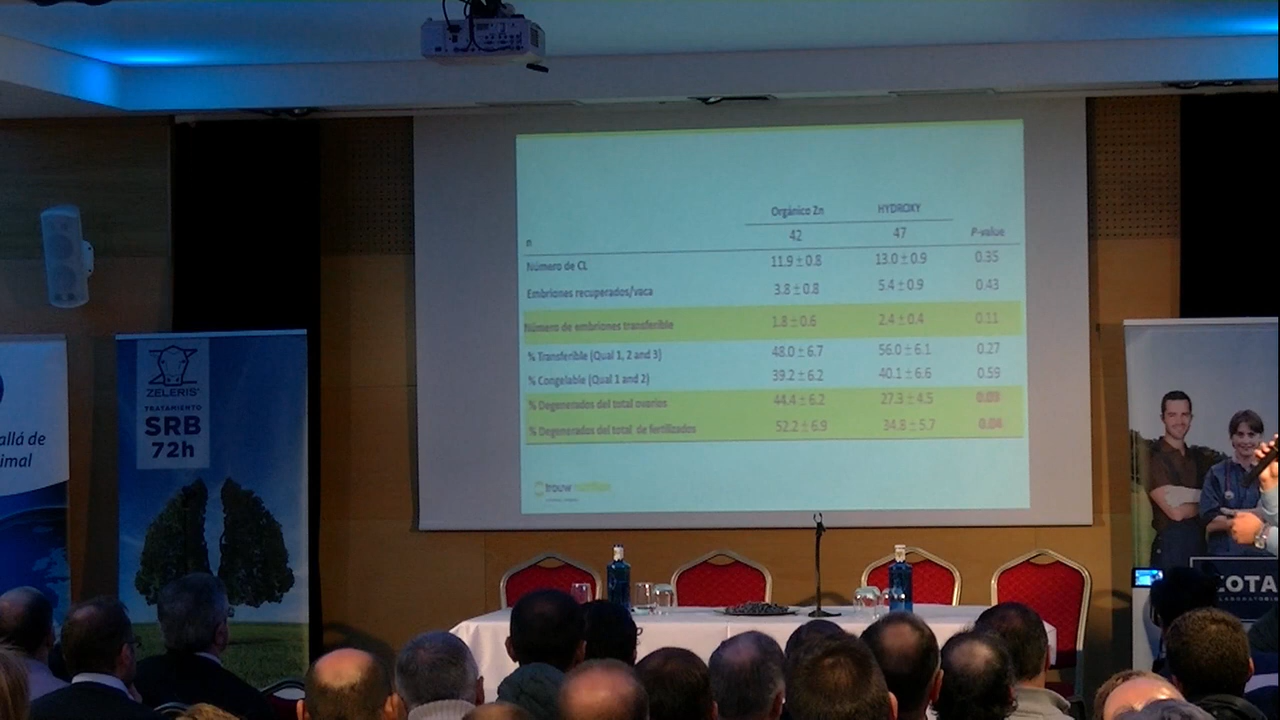 Orgánico Zn HYDROXY
n 42 47 P-value
Número de CL 11.9 ± 0.8 13.0 ± 0.9 0.35
Embriones recuperados/vaca 3.8 ± 0.8 5.4 ± 0.9 0.43
Número de embriones transferible 1.8 ± 0.6 2.4 ± 0.4 0.11
% Transferible (Qual 1, 2 and 3) 48.0 ± 6.7 56.0 ± 6.1 0.27
% Congelable (Qual 1 and 2) 39.2 ± 6.2 40.1 ± 6.6 0.59
% Degenerados del total ovarios 44.4 ± 6.2 27.3 ± 4.5
% Degenerados del total de fertilizados 52.2 ± 6.9 34.8 ± 5.7 0.04
trouw nutrition
allá de
imal
ZELERIS
TRATAMIENTO
SRB
72h
COTA
LABORATORIO